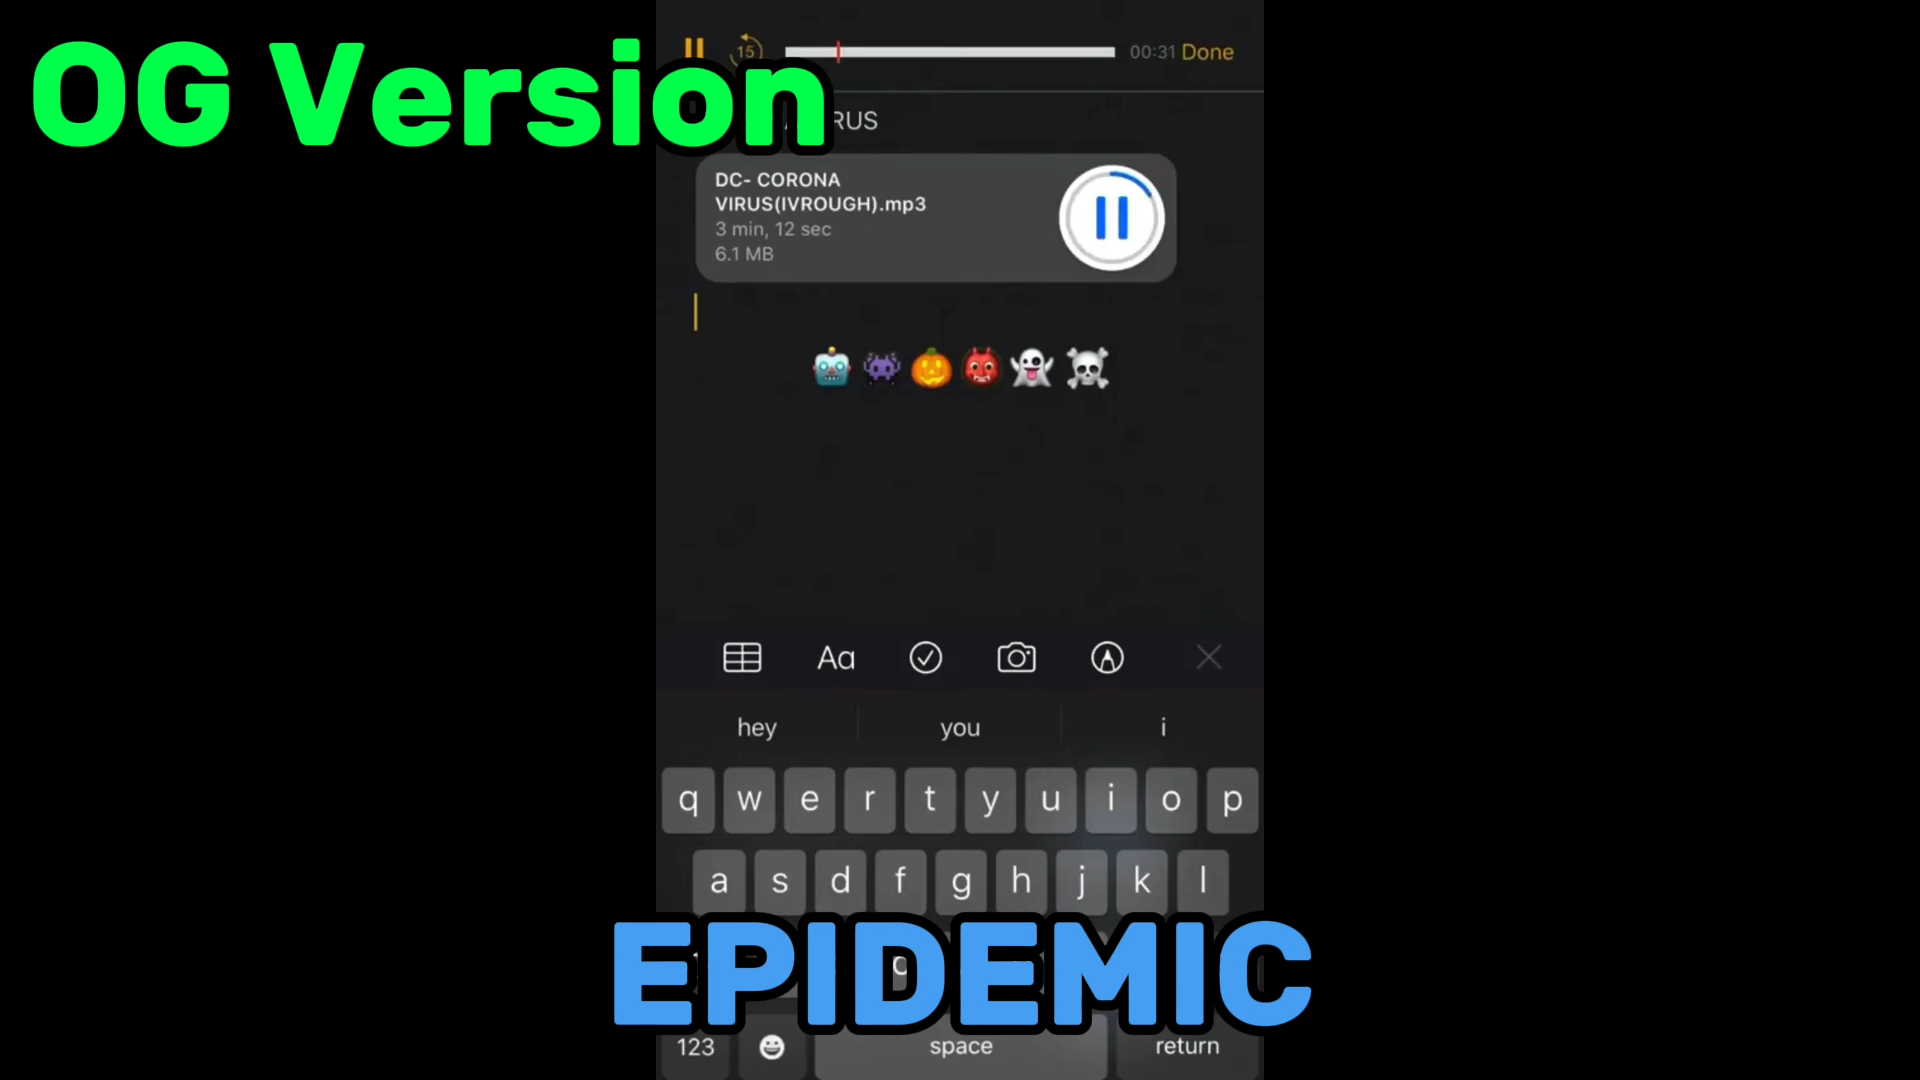 OG Version
15
00:31 Done
RUS
DC- CORONA
VIRUS(IVROUGH).mp3
3 min, 12 sec
6.1 MB
Aa
hey you i
q w e r t y u i o p
a s d f g h j k l
EPIDEMIC
123 space return